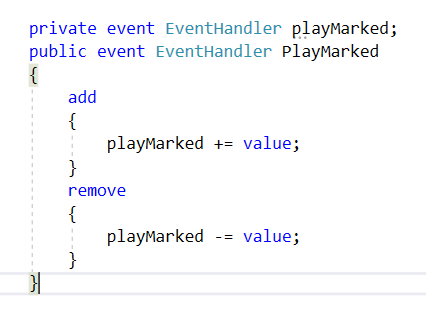 private event EventHandler playMarked;
public event EventHandler PlayMarked
{
add
{
playMarked += value;
}
remove
{
playMarked -= value;
}
}